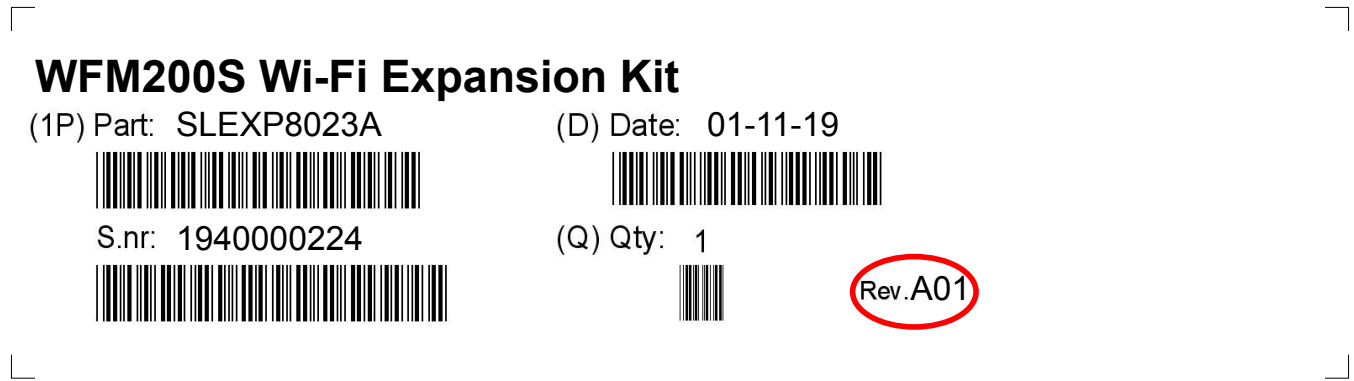 WFM200S Wi-Fi Expansion Kit
(1P) Part: SLEXP8023A
(D) Date: 01-11-19
S.nr: 1940000224
(Q) Qty: 1
Rev.A01